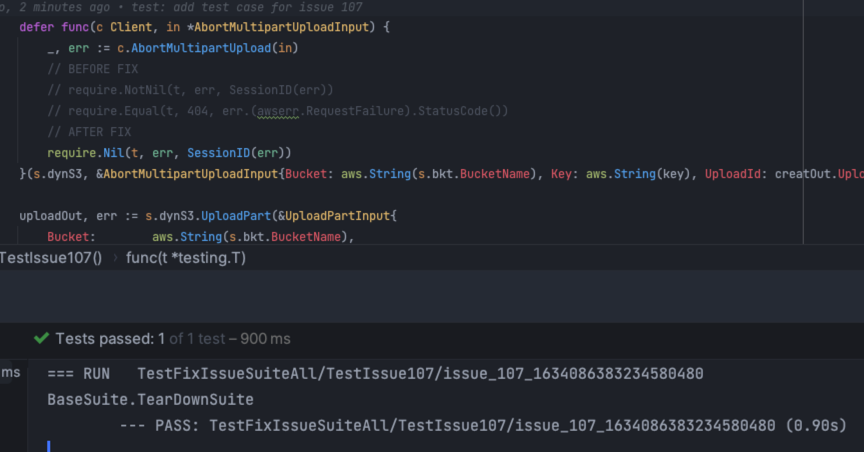 o, 2 minutes ago • test: add test case for issue 107
defer func(c Client, in *AbortMultipartUploadInput) {
_, err := c.AbortMultipartUpload(in)
// BEFORE FIX
// require.NotNil(t, err, SessionID(err))
// require.Equal(t, 404, err.(awserr.RequestFailure).StatusCode())
// AFTER FIX
require.Nil(t, err, SessionID(err))
}(s.dynS3, &AbortMultipartUploadInput{Bucket: aws.String(s.bkt.BucketName), Key: aws.String(key), UploadId: creatOut.Uplo
uploadOut, err := s.dynS3.UploadPart(&UploadPartInput{
Bucket: aws.String(s.bkt.BucketName),
TestIssue107() › func(t *testing.T)
Tests passed: 1 of 1 test – 900 ms
ms === RUN TestFixIssueSuiteAll/TestIssue107/issue_107_1634086383234580480
BaseSuite.TearDownSuite
--- PASS: TestFixIssueSuiteAll/TestIssue107/issue_107_1634086383234580480 (0.90s)